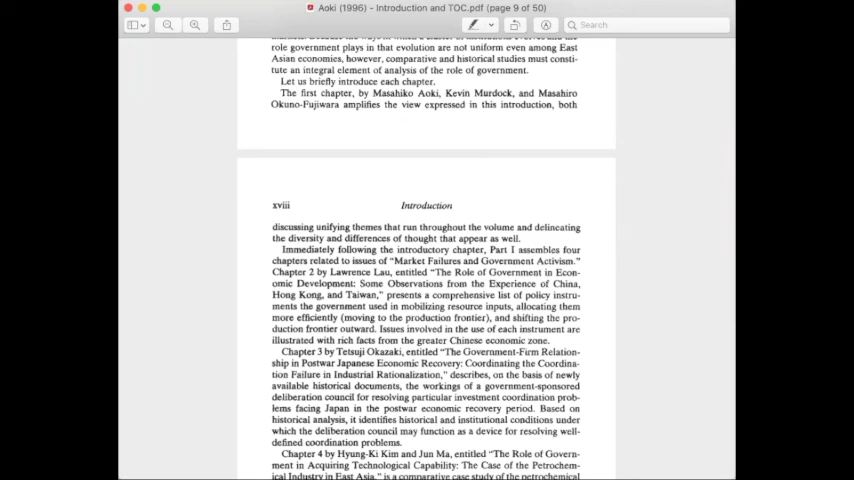 Aoki (1996) - Introduction and TOC.pdf (page 9 of 50)
Search
role government plays in that evolution are not uniform even among East
Asian economies, however, comparative and historical studies must consti-
tute an integral element of analysis of the role of government.
Let us briefly introduce each chapter.
The first chapter, by Masahiko Aoki, Kevin Murdock, and Masahiro
Okuno-Fujiwara amplifies the view expressed in this introduction, both
xviii Introduction
discussing unifying themes that run throughout the volume and delineating
the diversity and differences of thought that appear as well.
Immediately following the introductory chapter, Part I assembles four
chapters related to issues of “Market Failures and Government Activism.”
Chapter 2 by Lawrence Lau, entitled “The Role of Government in Econ-
omic Development: Some Observations from the Experience of China,
Hong Kong, and Taiwan,” presents a comprehensive list of policy instru-
ments the government used in mobilizing resource inputs, allocating them
more efficiently (moving to the production frontier), and shifting the pro-
duction frontier outward. Issues involved in the use of each instrument are
illustrated with rich facts from the greater Chinese economic zone.
Chapter 3 by Tetsuji Okazaki, entitled “The Government-Firm Relation-
ship in Postwar Japanese Economic Recovery: Coordinating the Coordina-
tion Failure in Industrial Rationalization,” describes, on the basis of newly
available historical documents, the workings of a government-sponsored
deliberation council for resolving particular investment coordination prob-
lems facing Japan in the postwar economic recovery period. Based on
historical analysis, it identifies historical and institutional conditions under
which the deliberation council may function as a device for resolving well-
defined coordination problems.
Chapter 4 by Hyung-Ki Kim and Jun Ma, entitled “The Role of Govern-
ment in Acquiring Technological Capability: The Case of the Petrochem-
ical Industry in East Asia,” is a comparative case study of the petrochemical